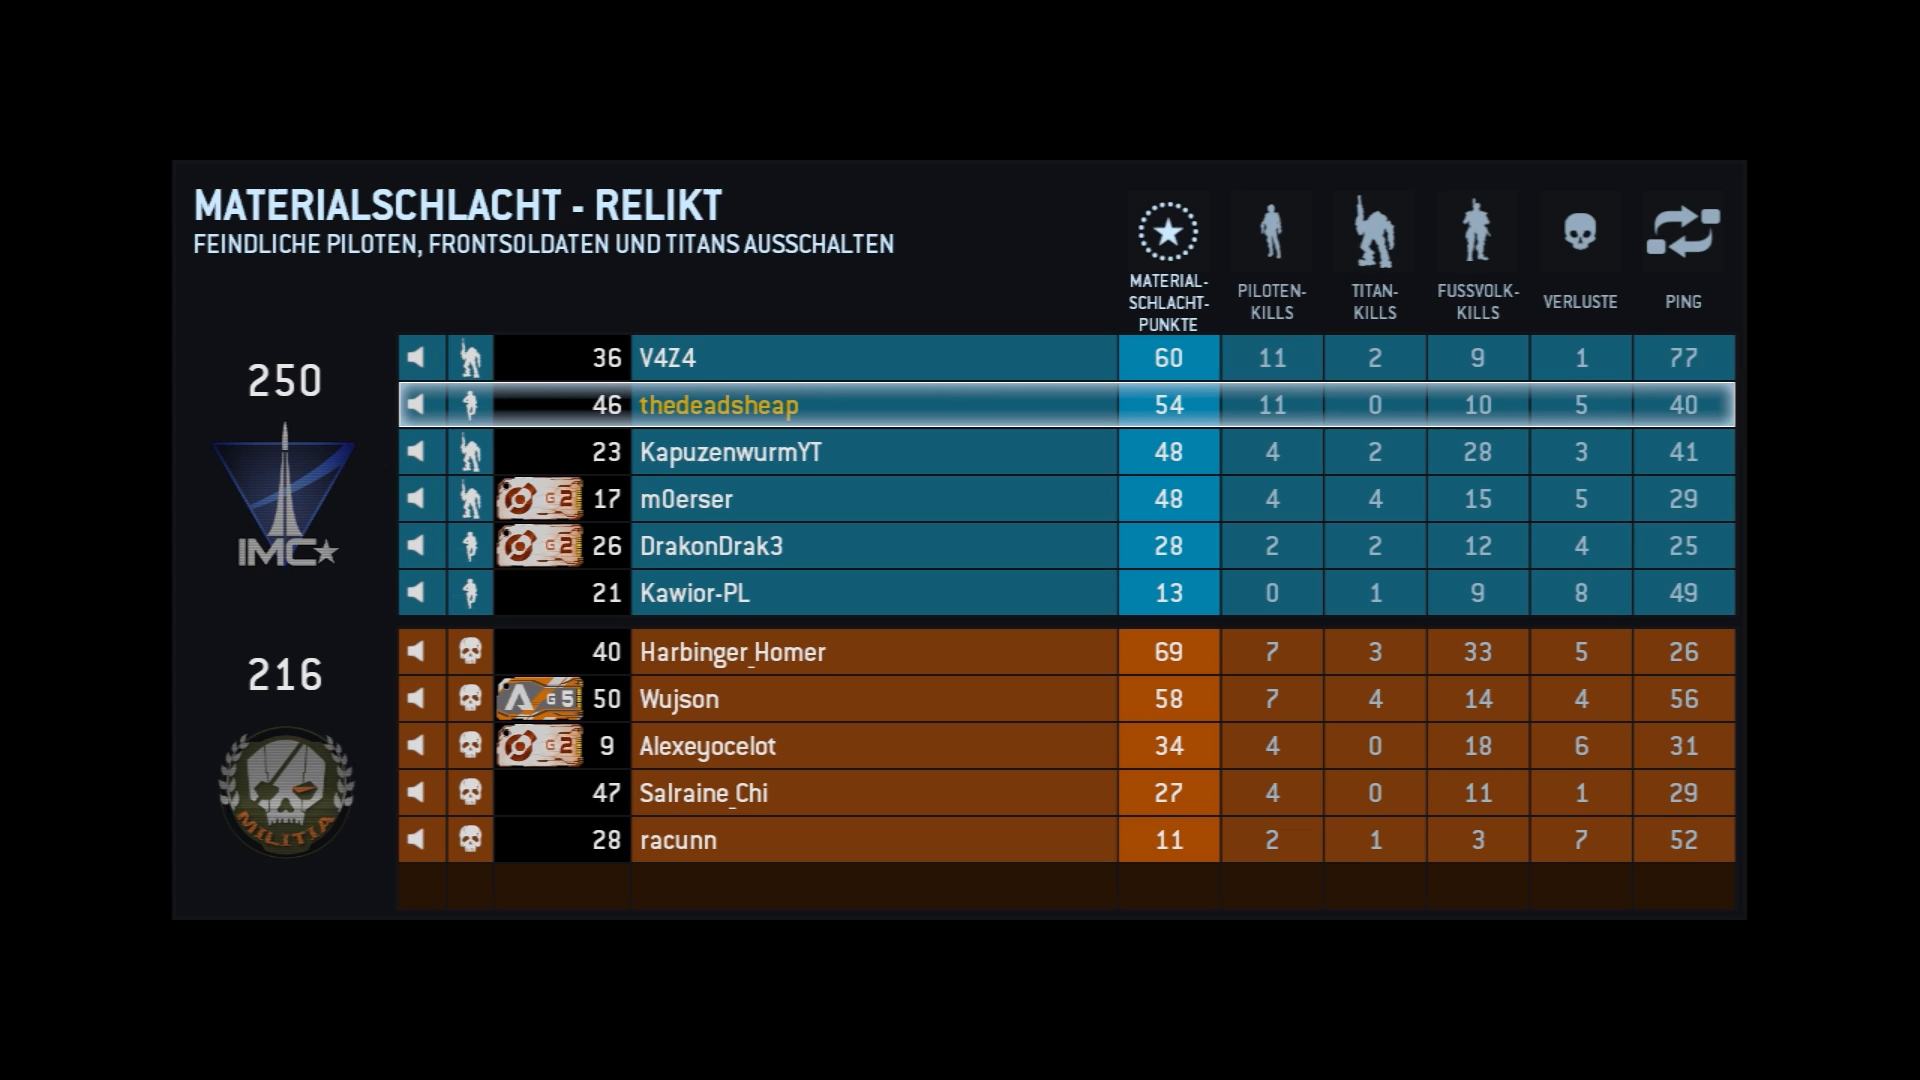 MATERIALSCHLACHT - RELIKT
FEINDLICHE PILOTEN, FRONTSOLDATEN UND TITANS AUSSCHALTEN
MATERIAL-
SCHLACHT-
PUNKTE
PILOTEN-
KILLS
TITAN-
KILLS
FUSSVOLK-
KILLS
VERLUSTE
PING
250
IMC
36 V4Z4 60 11 2 9 1 77
46 thedeadsheap 54 11 0 10 5 40
23 KapuzenwurmYT 48 4 2 28 3 41
G2 17 m0erser 48 4 4 15 5 29
G2 26 DrakonDrak3 28 2 2 12 4 25
21 Kawior-PL 13 0 1 9 8 49
216
MILITIA
40 Harbinger_Homer 69 7 3 33 5 26
G5 50 Wujson 58 7 4 14 4 56
G2 9 Alexeyocelot 34 4 0 18 6 31
47 Salraine_Chi 27 4 0 11 1 29
28 racunn 11 2 1 3 7 52